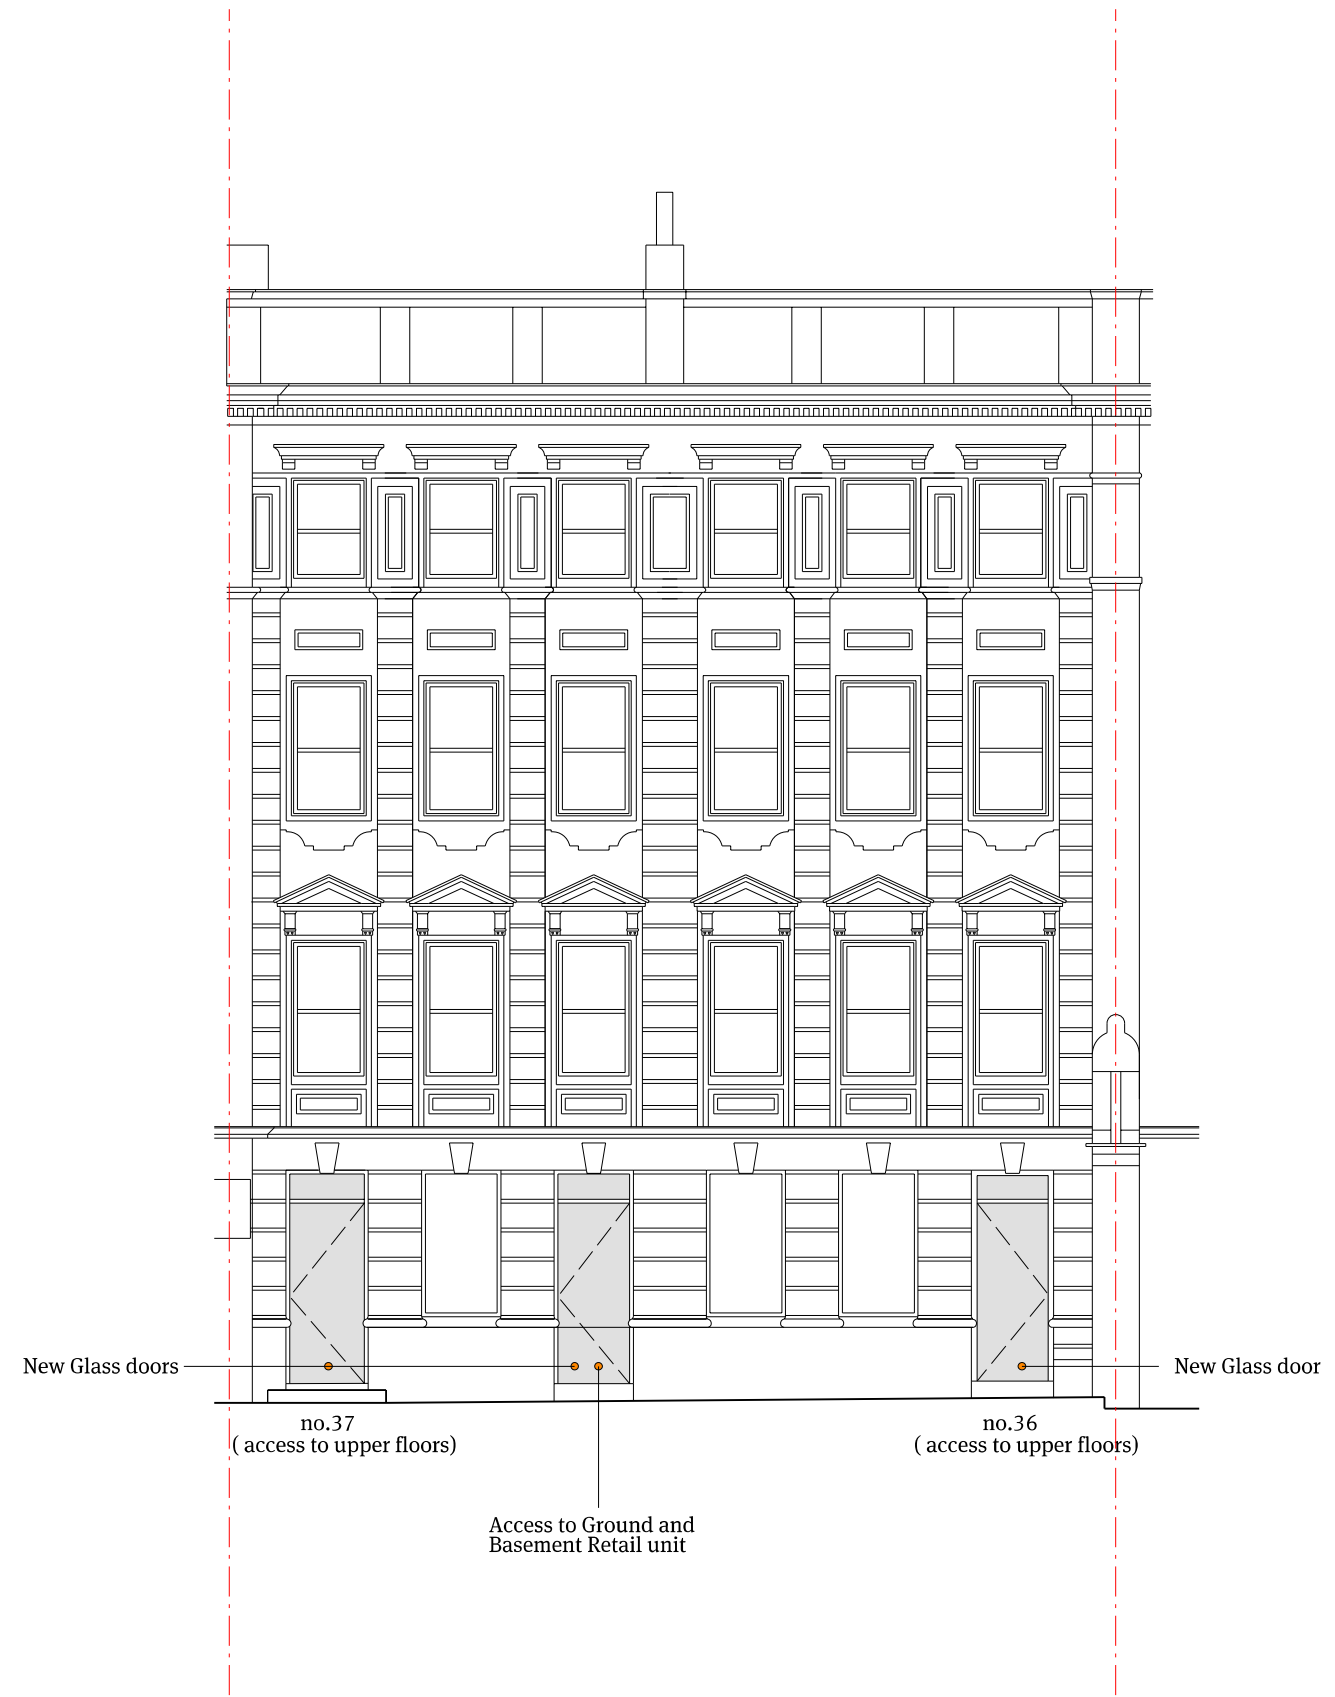 New Glass doors
New Glass door
no.37
( access to upper floors)
no.36
( access to upper floors)
Access to Ground and
Basement Retail unit